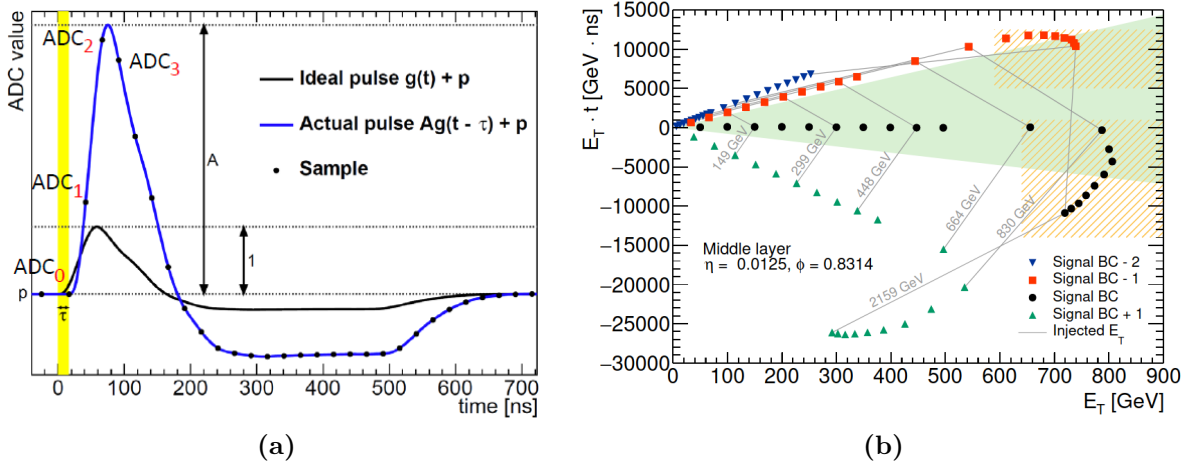 ADC value
ADC₂
ADC₃
ADC₁
ADC₀
p
τ
A
1
Ideal pulse g(t) + p
Actual pulse Ag(t - τ) + p
Sample
0 100 200 300 400 500 600 700
time [ns]
(a)
E_T · t [GeV · ns]
15000
10000
5000
0
−5000
−10000
−15000
−20000
−25000
−30000
149 GeV
299 GeV
448 GeV
664 GeV
830 GeV
2159 GeV
Middle layer
η = 0.0125, ϕ = 0.8314
Signal BC - 2
Signal BC - 1
Signal BC
Signal BC + 1
Injected E_T
0 100 200 300 400 500 600 700 800 900
E_T [GeV]
(b)